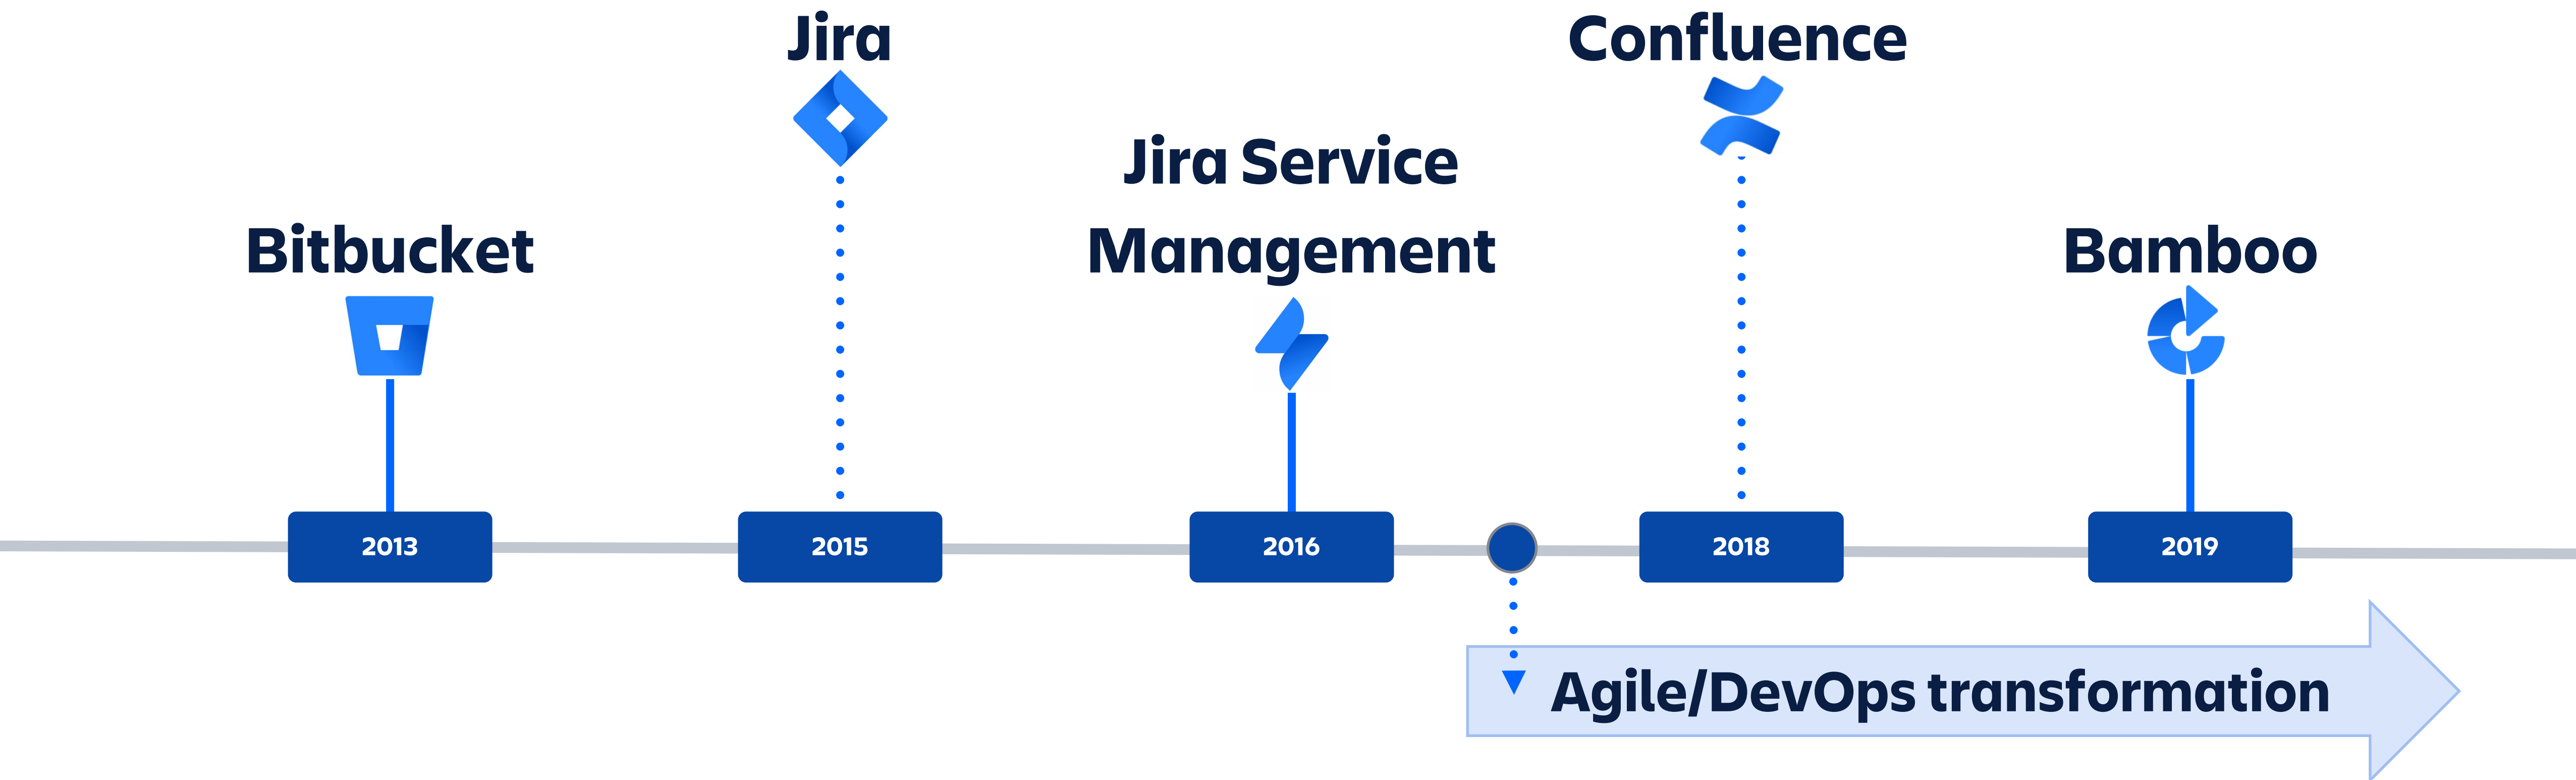 Jira
Confluence
Jira Service
Management
Bitbucket
Bamboo
2013
2015
2016
2018
2019
Agile/DevOps transformation